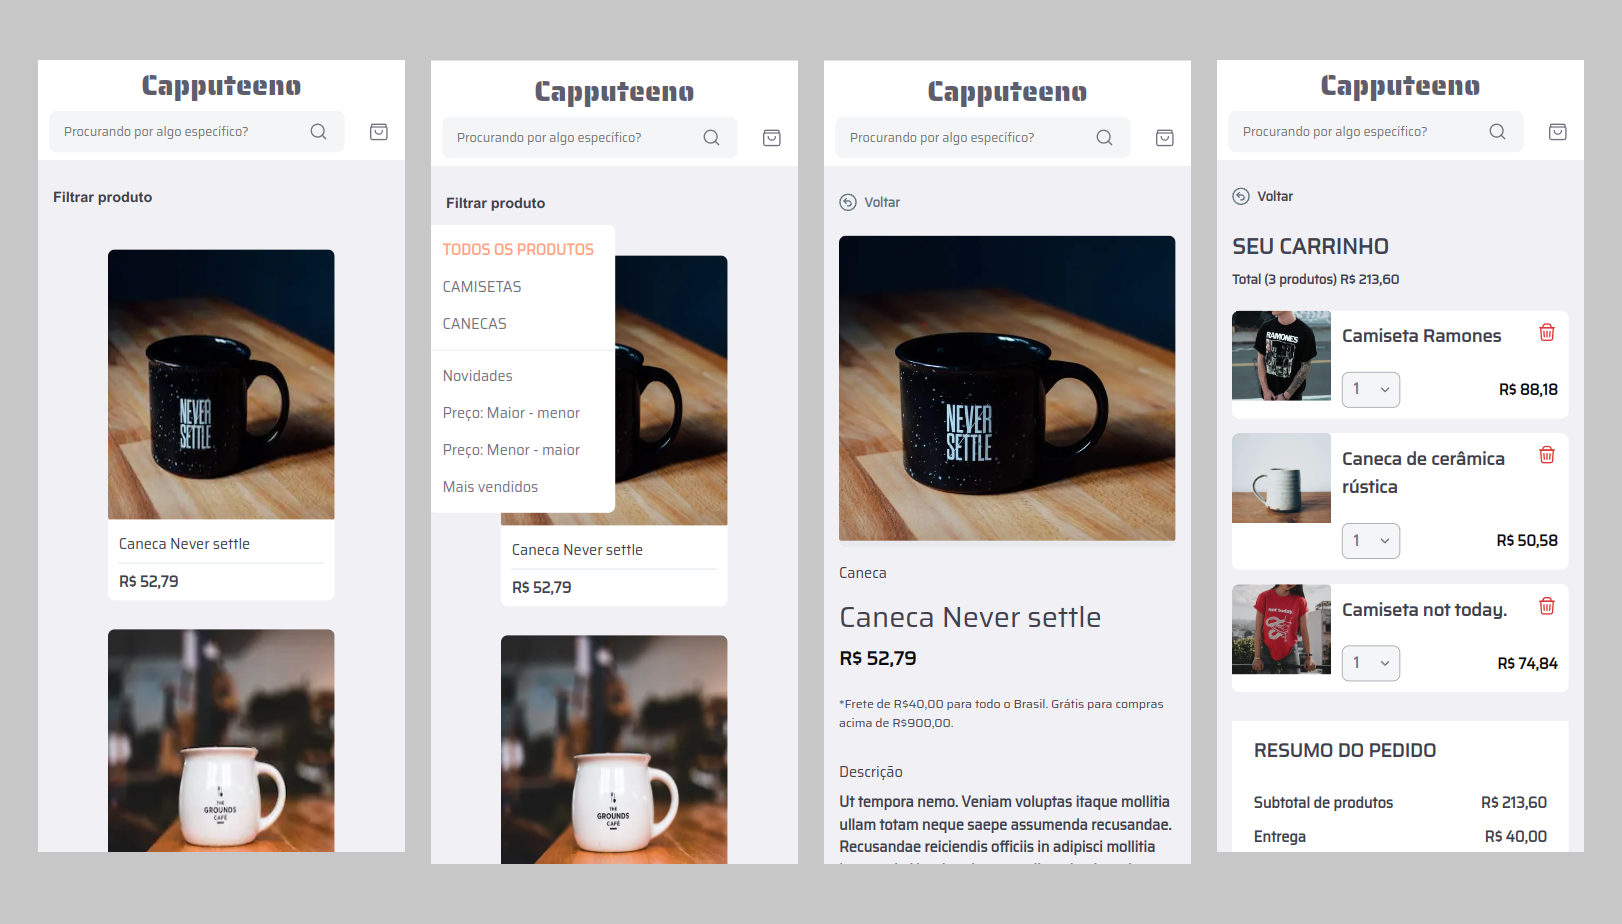 Capputeeno
Procurando por algo específico?
Filtrar produto
NEVER
SETTLE
Caneca Never settle
R$ 52,79
THE
GROUNDS
CAFÉ
Capputeeno
Procurando por algo específico?
Filtrar produto
TODOS OS PRODUTOS
CAMISETAS
CANECAS
Novidades
Preço: Maior - menor
Preço: Menor - maior
Mais vendidos
Caneca Never settle
R$ 52,79
THE
GROUNDS
CAFÉ
Capputeeno
Procurando por algo específico?
Voltar
NEVER
SETTLE
Caneca
Caneca Never settle
R$ 52,79
*Frete de R$40,00 para todo o Brasil. Grátis para compras
acima de R$900,00.
Descrição
Ut tempora nemo. Veniam voluptas itaque mollitia
ullam totam neque saepe assumenda recusandae.
Recusandae reiciendis officiis in adipisci mollitia
Capputeeno
Procurando por algo específico?
Voltar
SEU CARRINHO
Total (3 produtos) R$ 213,60
RAMONES
Camiseta Ramones
1
R$ 88,18
Caneca de cerâmica
rústica
1
R$ 50,58
not today.
Camiseta not today.
1
R$ 74,84
RESUMO DO PEDIDO
Subtotal de produtos R$ 213,60
Entrega R$ 40,00